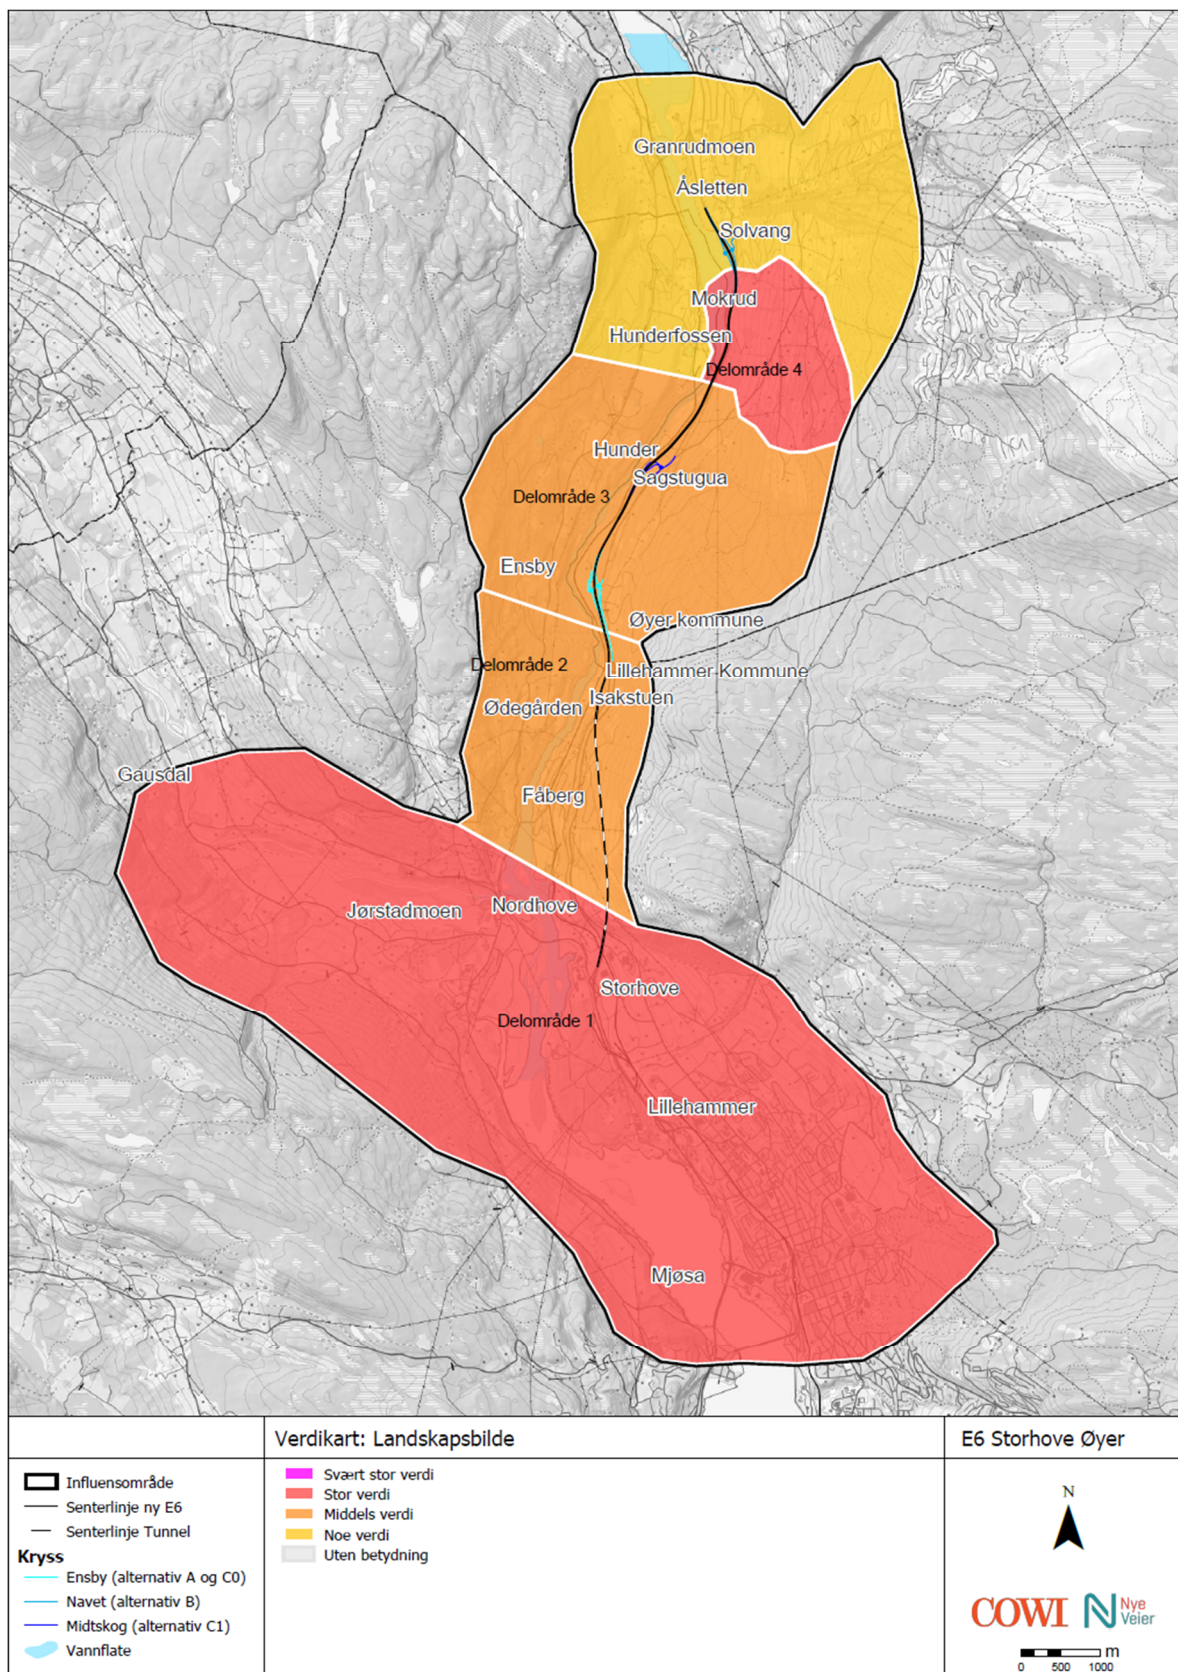 Granrudmoen
Åsletten
Solvang
Mokrud
Hunderfossen
Delområde 4
Hunder
Sagstugua
Delområde 3
Ensby
Øyer kommune
Delområde 2
Lillehammer Kommune
Isakstuen
Ødegården
Gausdal
Fåberg
Jørstadmoen
Nordhove
Storhove
Delområde 1
Lillehammer
Mjøsa
Verdikart: Landskapsbilde
E6 Storhove Øyer
Influensområde
Senterlinje ny E6
Senterlinje Tunnel
Kryss
Ensby (alternativ A og C0)
Navet (alternativ B)
Midtskog (alternativ C1)
Vannflate
Svært stor verdi
Stor verdi
Middels verdi
Noe verdi
Uten betydning
N
COWI
Nye
Veier
m
0 500 1000